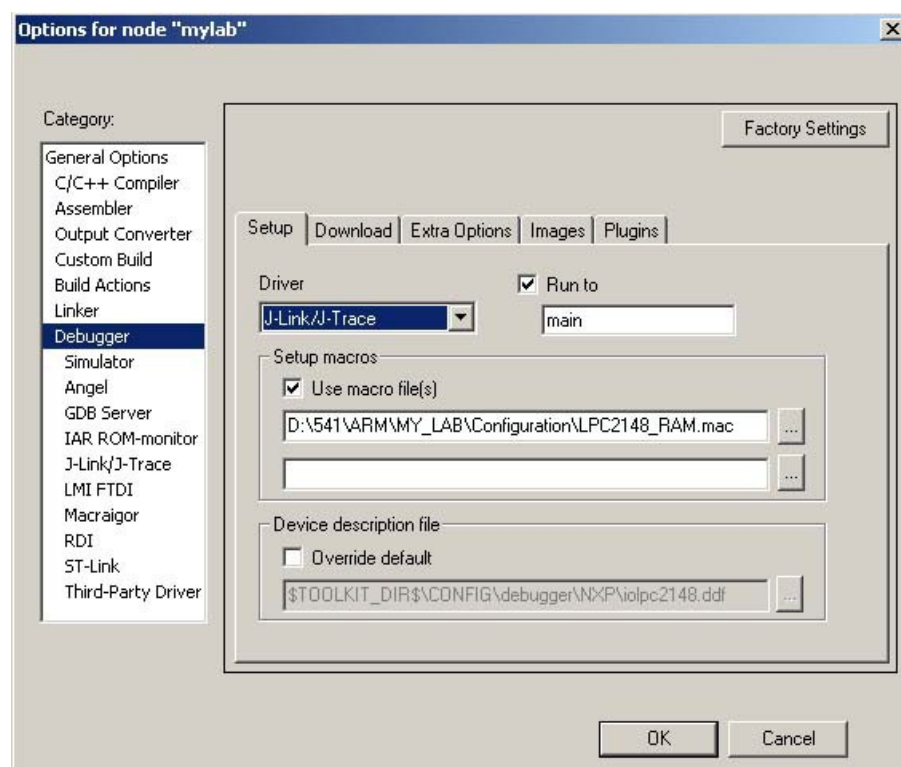 Options for node "mylab"
Category:
General Options
C/C++ Compiler
Assembler
Output Converter
Custom Build
Build Actions
Linker
Debugger
Simulator
Angel
GDB Server
IAR ROM-monitor
J-Link/J-Trace
LMI FTDI
Macraigor
RDI
ST-Link
Third-Party Driver
Factory Settings
Setup Download Extra Options Images Plugins
Driver
J-Link/J-Trace
Run to
main
Setup macros
Use macro file(s)
D:\541\ARM\MY_LAB\Configuration\LPC2148_RAM.mac
...
...
Device description file
Override default
$TOOLKIT_DIR$\CONFIG\debugger\NXP\iolpc2148.ddf
...
OK Cancel